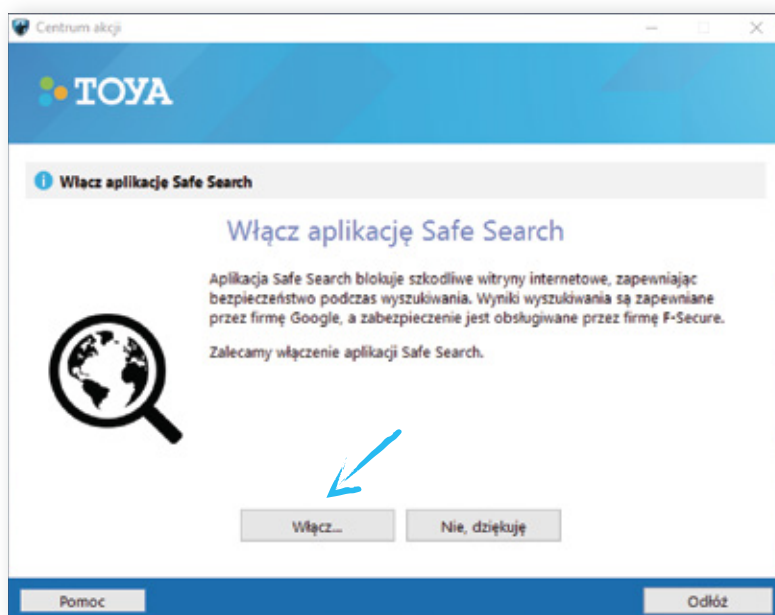 Centrum akcji
TOYA
Włącz aplikację Safe Search
Włącz aplikację Safe Search
Aplikacja Safe Search blokuje szkodliwe witryny internetowe, zapewniając
bezpieczeństwo podczas wyszukiwania. Wyniki wyszukiwania są zapewniane
przez firmę Google, a zabezpieczenie jest obsługiwane przez firmę F-Secure.
Zalecamy włączenie aplikacji Safe Search.
Włącz...
Nie, dziękuję
Pomoc
Odłóż